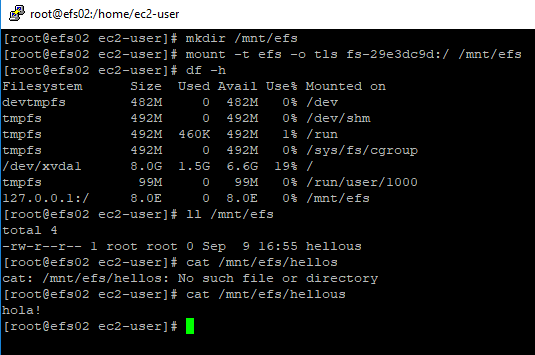 root@efs02:/home/ec2-user
[root@efs02 ec2-user]# mkdir /mnt/efs
[root@efs02 ec2-user]# mount -t efs -o tls fs-29e3dc9d:/ /mnt/efs
[root@efs02 ec2-user]# df -h
Filesystem      Size  Used Avail Use% Mounted on
devtmpfs        482M     0  482M   0% /dev
tmpfs           492M     0  492M   0% /dev/shm
tmpfs           492M  460K  492M   1% /run
tmpfs           492M     0  492M   0% /sys/fs/cgroup
/dev/xvda1      8.0G  1.5G  6.6G  19% /
tmpfs            99M     0   99M   0% /run/user/1000
127.0.0.1:/     8.0E     0  8.0E   0% /mnt/efs
[root@efs02 ec2-user]# ll /mnt/efs
total 4
-rw-r--r-- 1 root root 0 Sep  9 16:55 hellous
[root@efs02 ec2-user]# cat /mnt/efs/hellos
cat: /mnt/efs/hellos: No such file or directory
[root@efs02 ec2-user]# cat /mnt/efs/hellous
hola!
[root@efs02 ec2-user]#